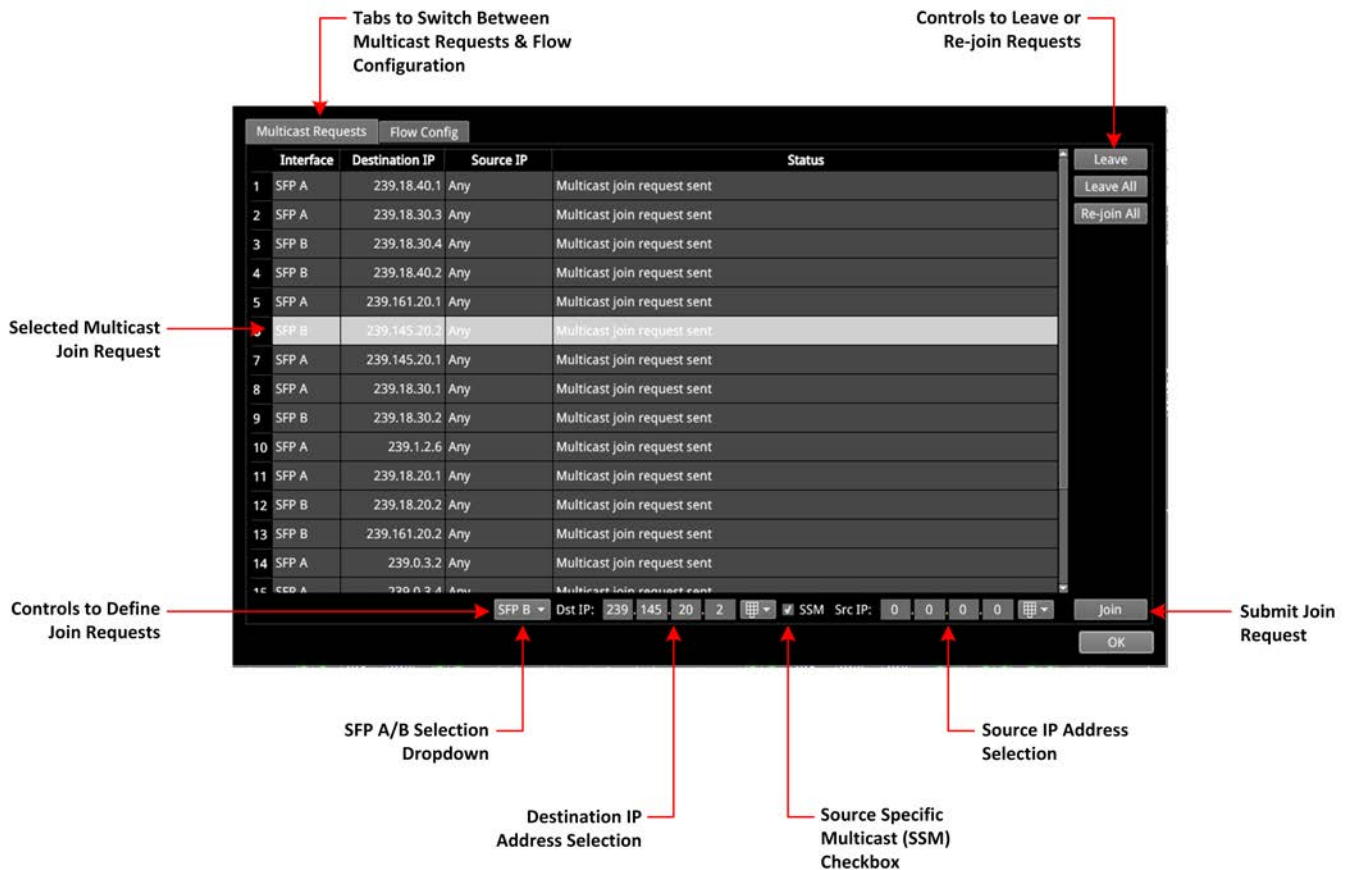 Tabs to Switch Between
Multicast Requests & Flow
Configuration
Controls to Leave or
Re-join Requests
Multicast Requests Flow Config
Interface Destination IP Source IP Status Leave
1 SFP A 239.18.40.1 Any Multicast join request sent Leave All
2 SFP A 239.18.30.3 Any Multicast join request sent Re-join All
3 SFP B 239.18.30.4 Any Multicast join request sent
4 SFP B 239.18.40.2 Any Multicast join request sent
5 SFP A 239.161.20.1 Any Multicast join request sent
Selected Multicast
Join Request
SFP B 239.145.20.2 Any Multicast join request sent
7 SFP A 239.145.20.1 Any Multicast join request sent
8 SFP A 239.18.30.1 Any Multicast join request sent
9 SFP B 239.18.30.2 Any Multicast join request sent
10 SFP A 239.1.2.6 Any Multicast join request sent
11 SFP A 239.18.20.1 Any Multicast join request sent
12 SFP B 239.18.20.2 Any Multicast join request sent
13 SFP B 239.161.20.2 Any Multicast join request sent
14 SFP A 239.0.3.2 Any Multicast join request sent
15 SFP A 239.0.3.4 Any Multicast join request sent
Controls to Define
Join Requests
SFP B Dst IP: 239 . 145 . 20 . 2 SSM Src IP: 0 . 0 . 0 . 0 Join
OK
Submit Join
Request
SFP A/B Selection
Dropdown
Source IP Address
Selection
Destination IP
Address Selection
Source Specific
Multicast (SSM)
Checkbox